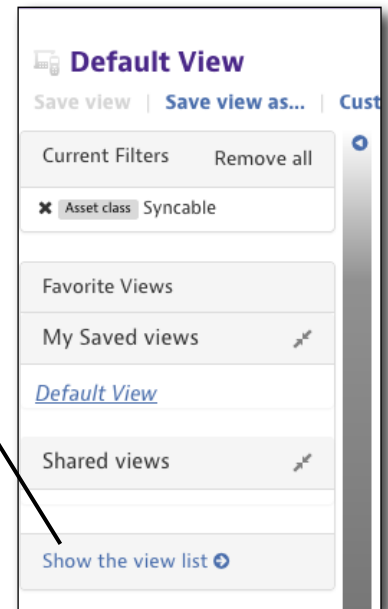 Default View
Save view | Save view as... | Cust
Current Filters Remove all
Asset class Syncable
Favorite Views
My Saved views
Default View
Shared views
Show the view list